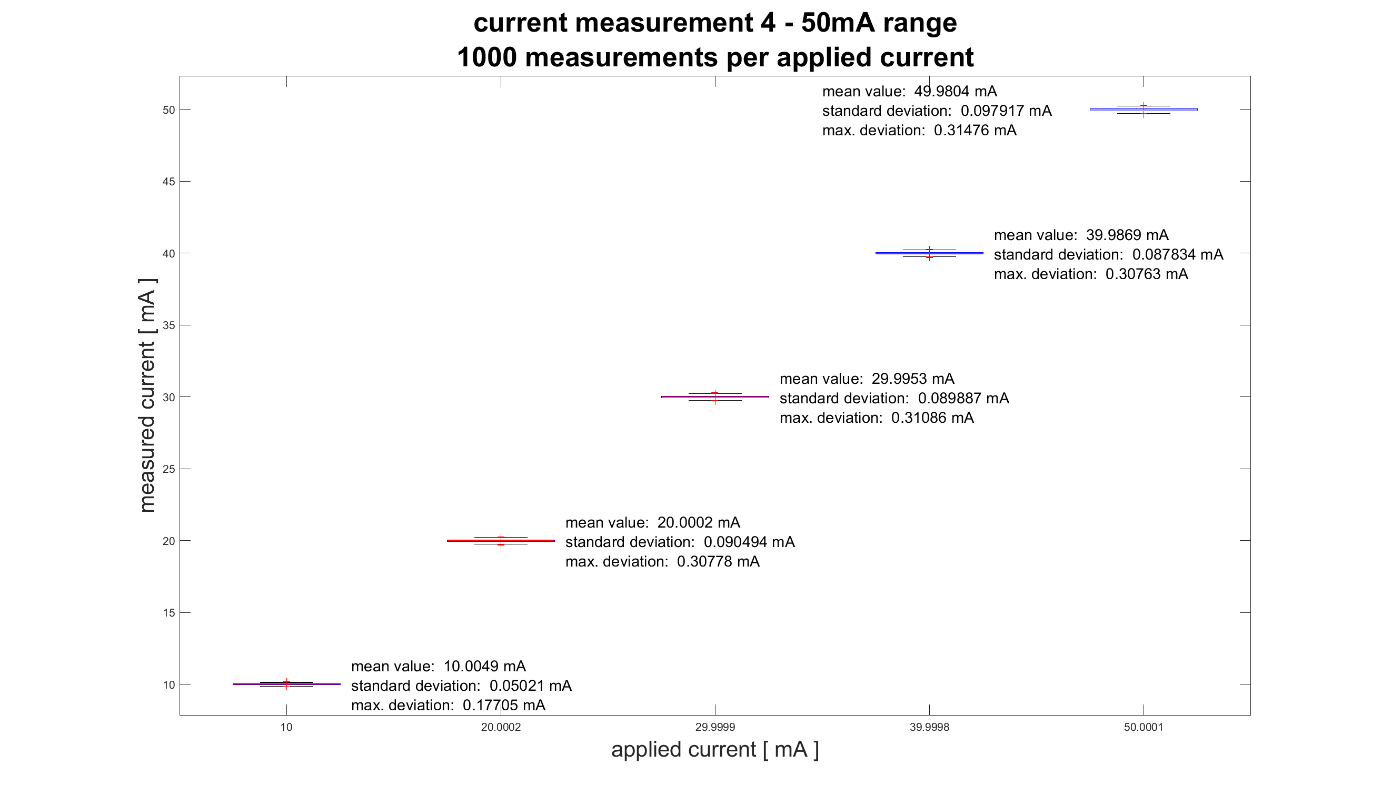 current measurement 4 - 50mA range
1000 measurements per applied current
mean value: 49.9804 mA
standard deviation: 0.097917 mA
max. deviation: 0.31476 mA
mean value: 39.9869 mA
standard deviation: 0.087834 mA
max. deviation: 0.30763 mA
mean value: 29.9953 mA
standard deviation: 0.089887 mA
max. deviation: 0.31086 mA
mean value: 20.0002 mA
standard deviation: 0.090494 mA
max. deviation: 0.30778 mA
mean value: 10.0049 mA
standard deviation: 0.05021 mA
max. deviation: 0.17705 mA
measured current [ mA ]
50
45
40
35
30
25
20
15
10
10 20.0002 29.9999 39.9998 50.0001
applied current [ mA ]